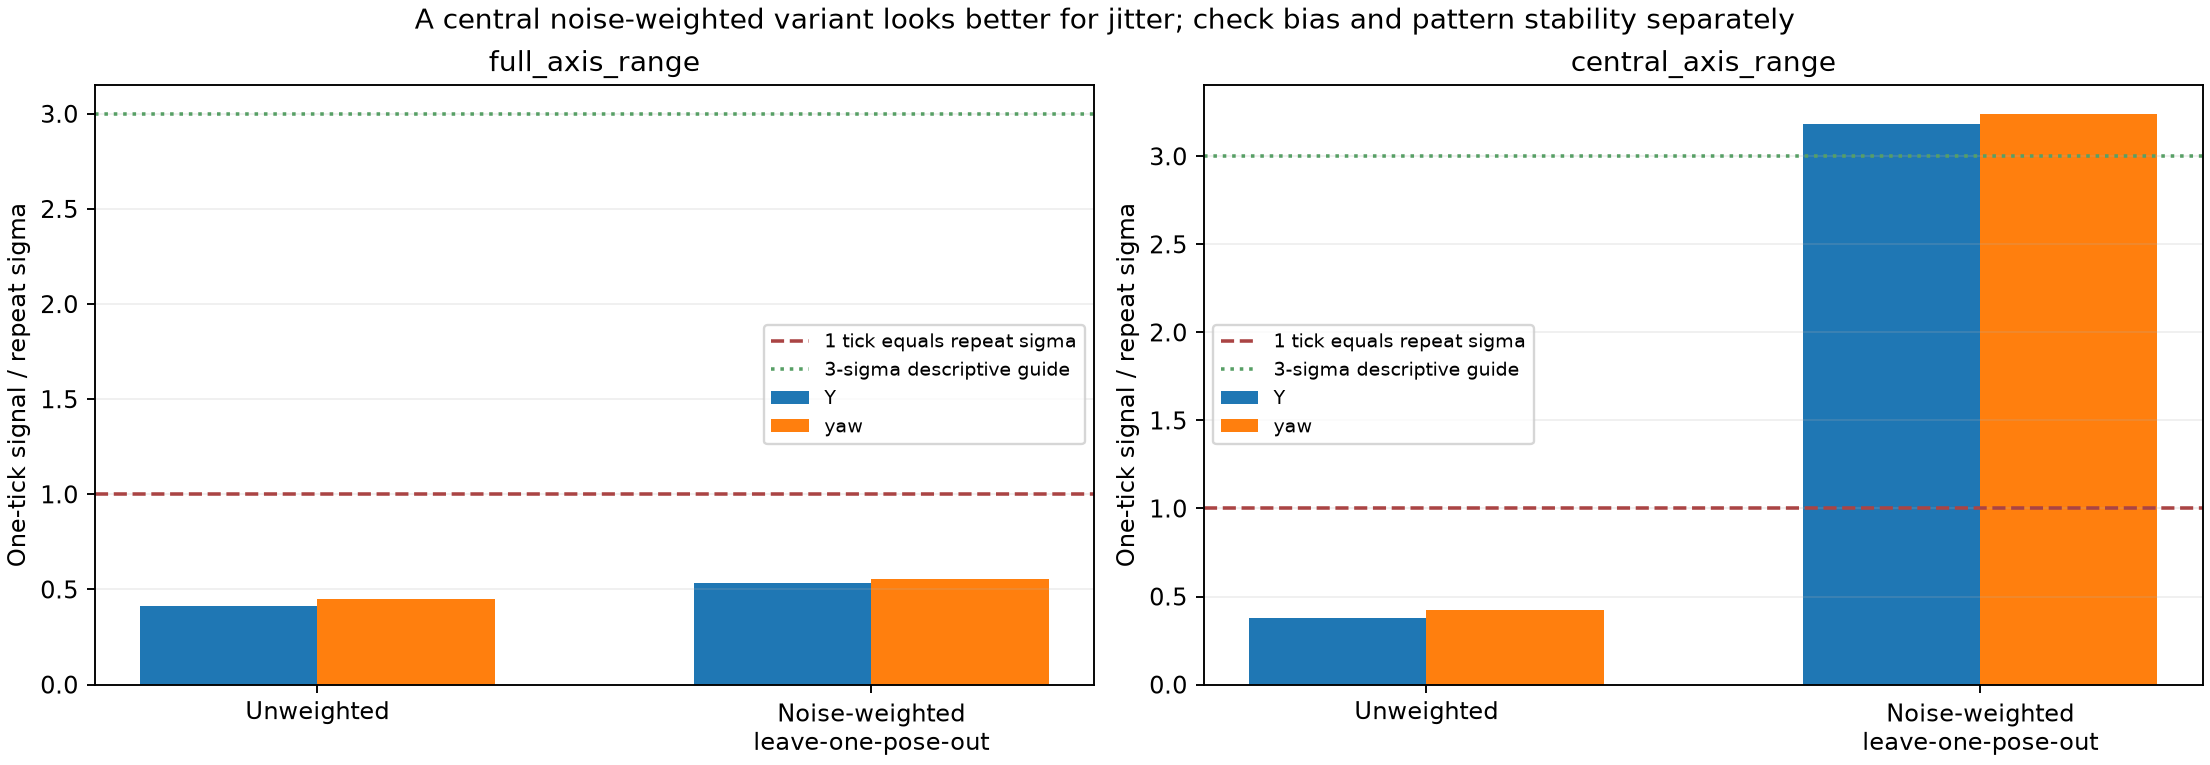 A central noise-weighted variant looks better for jitter; check bias and pattern stability separately
full_axis_range
One-tick signal / repeat sigma
3.0
2.5
2.0
1.5
1.0
0.5
0.0
1 tick equals repeat sigma
3-sigma descriptive guide
Y
yaw
Unweighted
Noise-weighted
leave-one-pose-out
central_axis_range
One-tick signal / repeat sigma
3.0
2.5
2.0
1.5
1.0
0.5
0.0
1 tick equals repeat sigma
3-sigma descriptive guide
Y
yaw
Unweighted
Noise-weighted
leave-one-pose-out